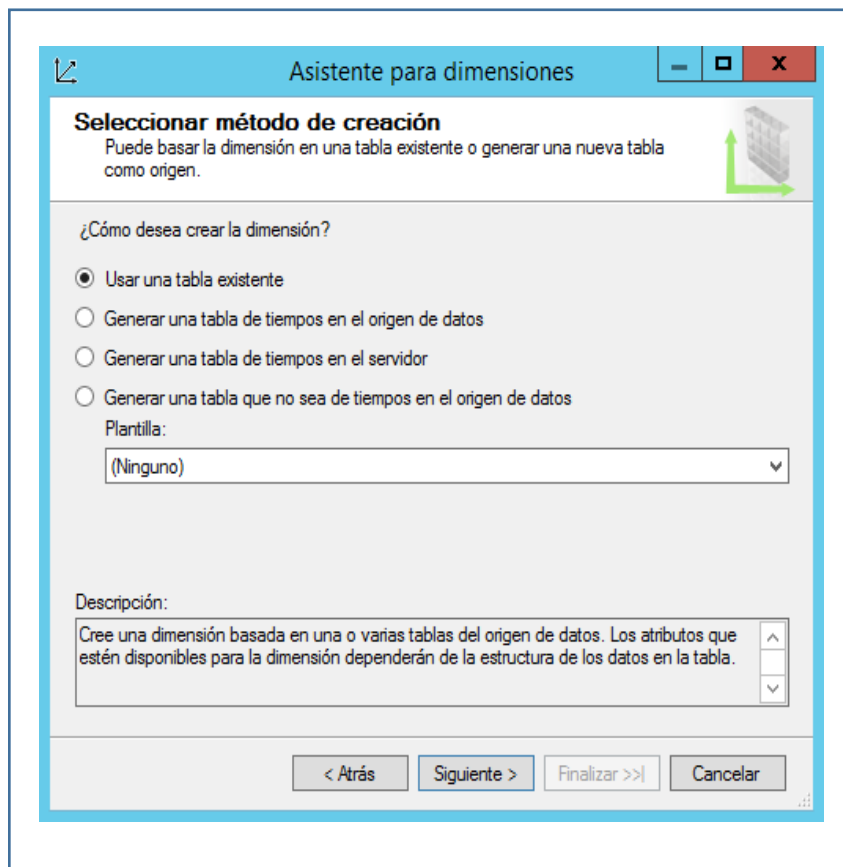 Asistente para dimensiones
Seleccionar método de creación
Puede basar la dimensión en una tabla existente o generar una nueva tabla
como origen.
¿Cómo desea crear la dimensión?
Usar una tabla existente
Generar una tabla de tiempos en el origen de datos
Generar una tabla de tiempos en el servidor
Generar una tabla que no sea de tiempos en el origen de datos
Plantilla:
(Ninguno)
Descripción:
Cree una dimensión basada en una o varias tablas del origen de datos. Los atributos que
estén disponibles para la dimensión dependerán de la estructura de los datos en la tabla.
< Atrás Siguiente > Finalizar >>| Cancelar